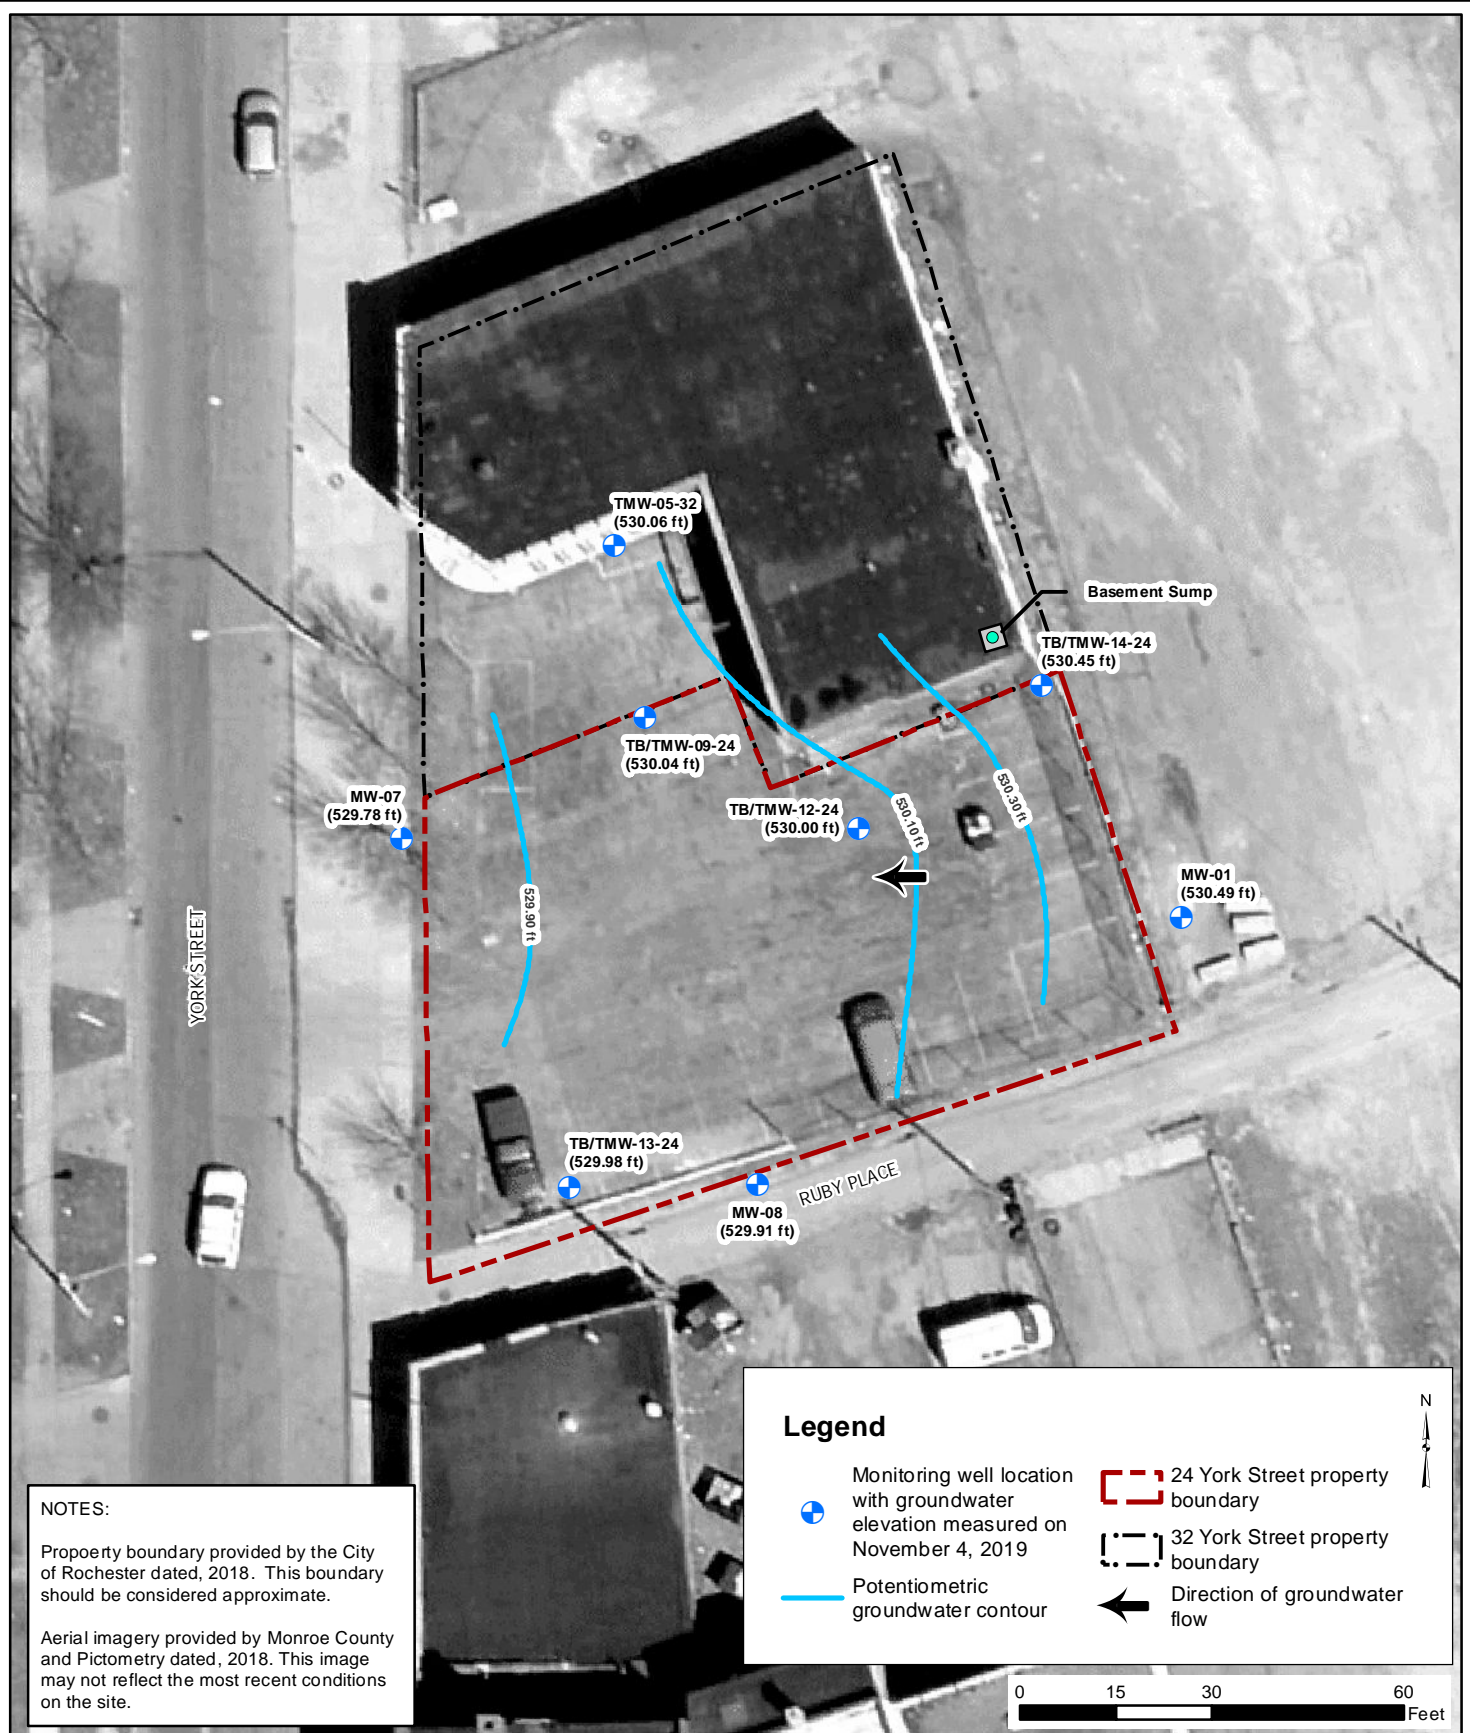 TMW-05-32
(530.06 ft)
Basement Sump
TB/TMW-14-24
(530.45 ft)
TB/TMW-09-24
(530.04 ft)
MW-07
(529.78 ft)
TB/TMW-12-24
(530.00 ft)
530.10 ft
530.30 ft
529.90 ft
MW-01
(530.49 ft)
YORK STREET
TB/TMW-13-24
(529.98 ft)
MW-08
(529.91 ft)
RUBY PLACE
NOTES:
Propoerty boundary provided by the City
of Rochester dated, 2018. This boundary
should be considered approximate.
Aerial imagery provided by Monroe County
and Pictometry dated, 2018. This image
may not reflect the most recent conditions
on the site.
Legend
N
Monitoring well location
with groundwater
elevation measured on
November 4, 2019
Potentiometric
groundwater contour
24 York Street property
boundary
32 York Street property
boundary
Direction of groundwater
flow
0 15 30 60
Feet